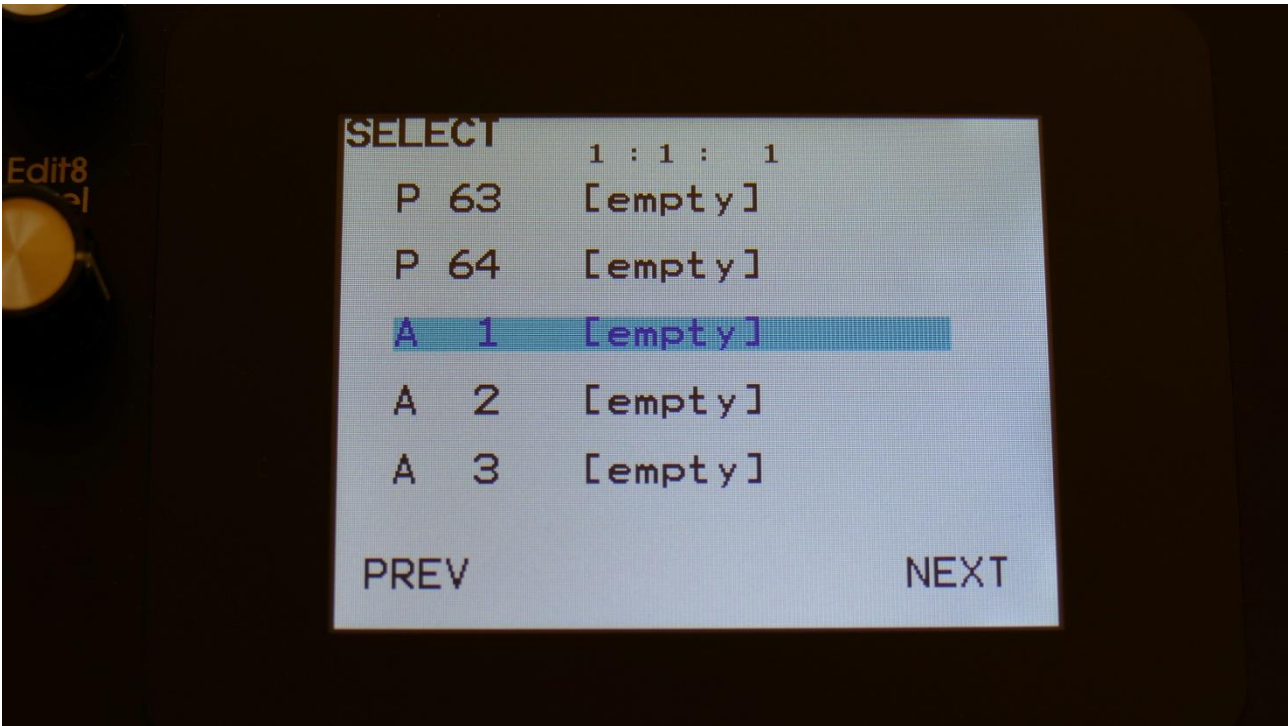 SELECT
1 : 1 : 1
P 63 [empty]
P 64 [empty]
A 1 [empty]
A 2 [empty]
A 3 [empty]
PREV NEXT
Edit8